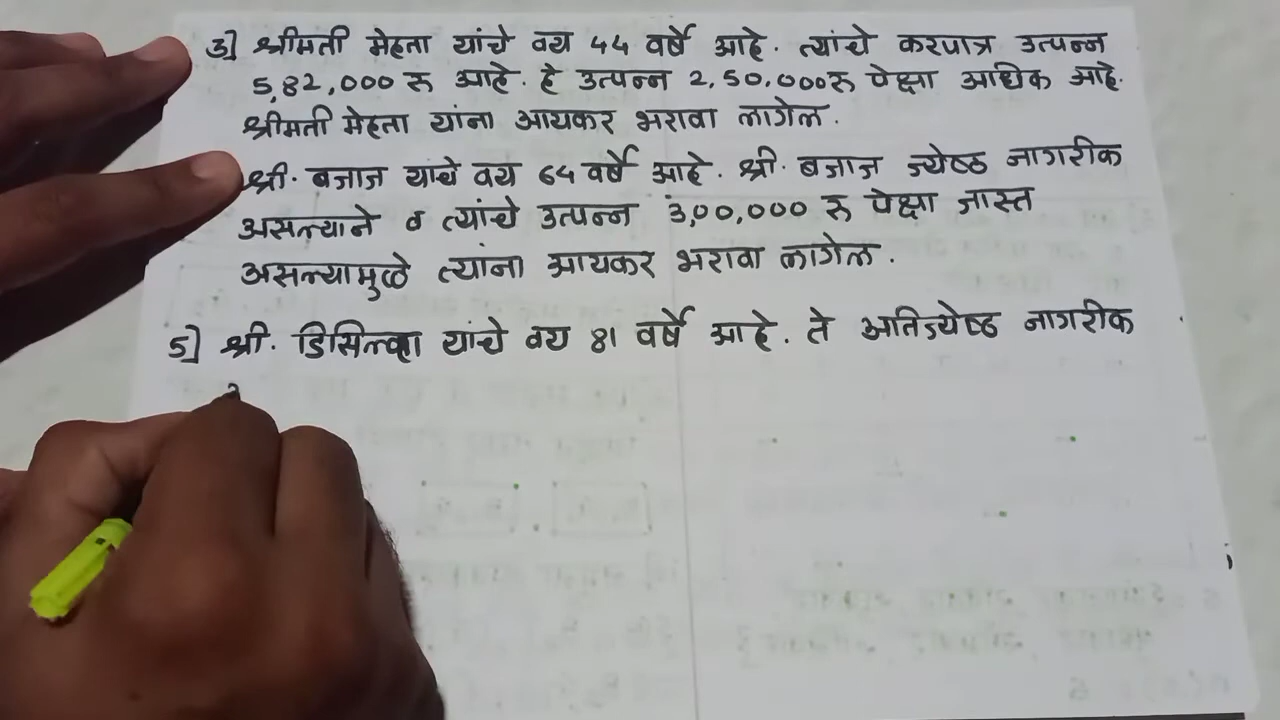 3] श्रीमती मेहता यांचे वय 44 वर्षे आहे. त्यांचे करपात्र उत्पन्न
5,82,000 रु आहे. हे उत्पन्न 2,50,000 रु पेक्षा अधिक आहे.
श्रीमती मेहता यांना आयकर भरावा लागेल.
श्री. बजाज यांचे वय 64 वर्षे आहे. श्री. बजाज ज्येष्ठ नागरीक
असल्याने व त्यांचे उत्पन्न 3,00,000 रु पेक्षा जास्त
असल्यामुळे त्यांना आयकर भरावा लागेल.
5] श्री. डिसिल्व्हा यांचे वय 81 वर्षे आहे. ते अतिज्येष्ठ नागरीक